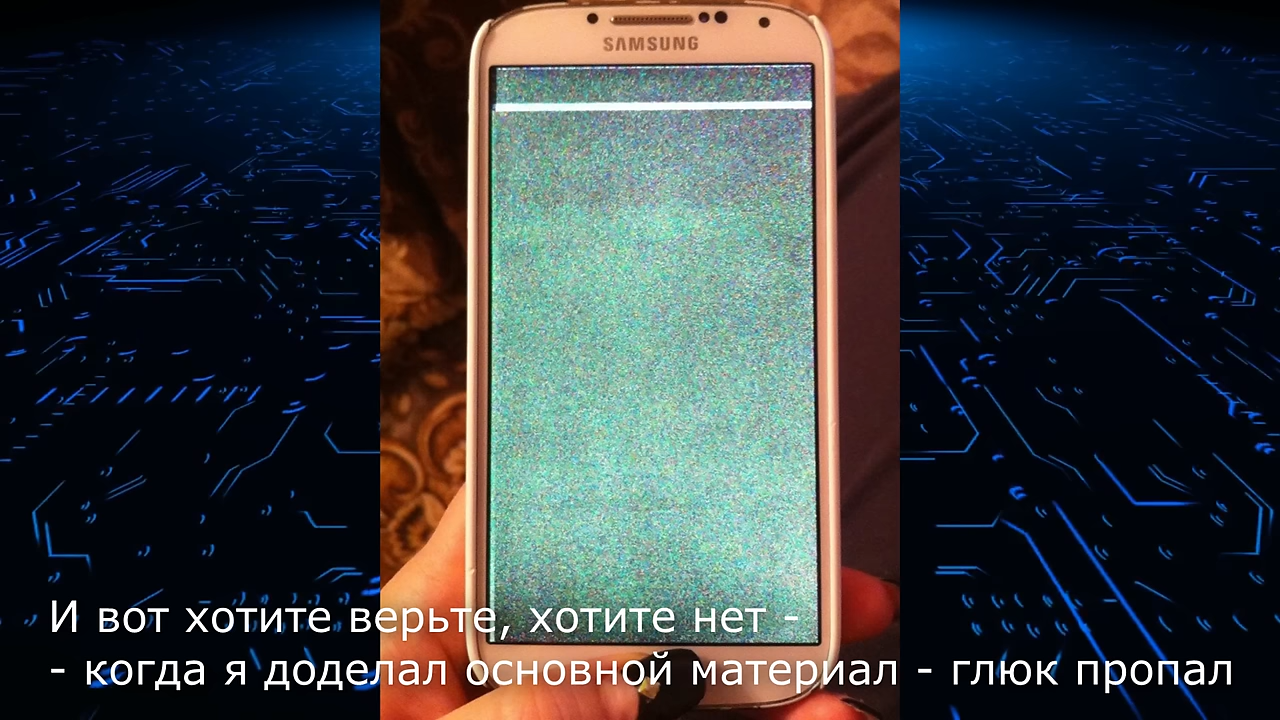 SAMSUNG
И вот хотите верьте, хотите нет -
- когда я доделал основной материал - глюк пропал